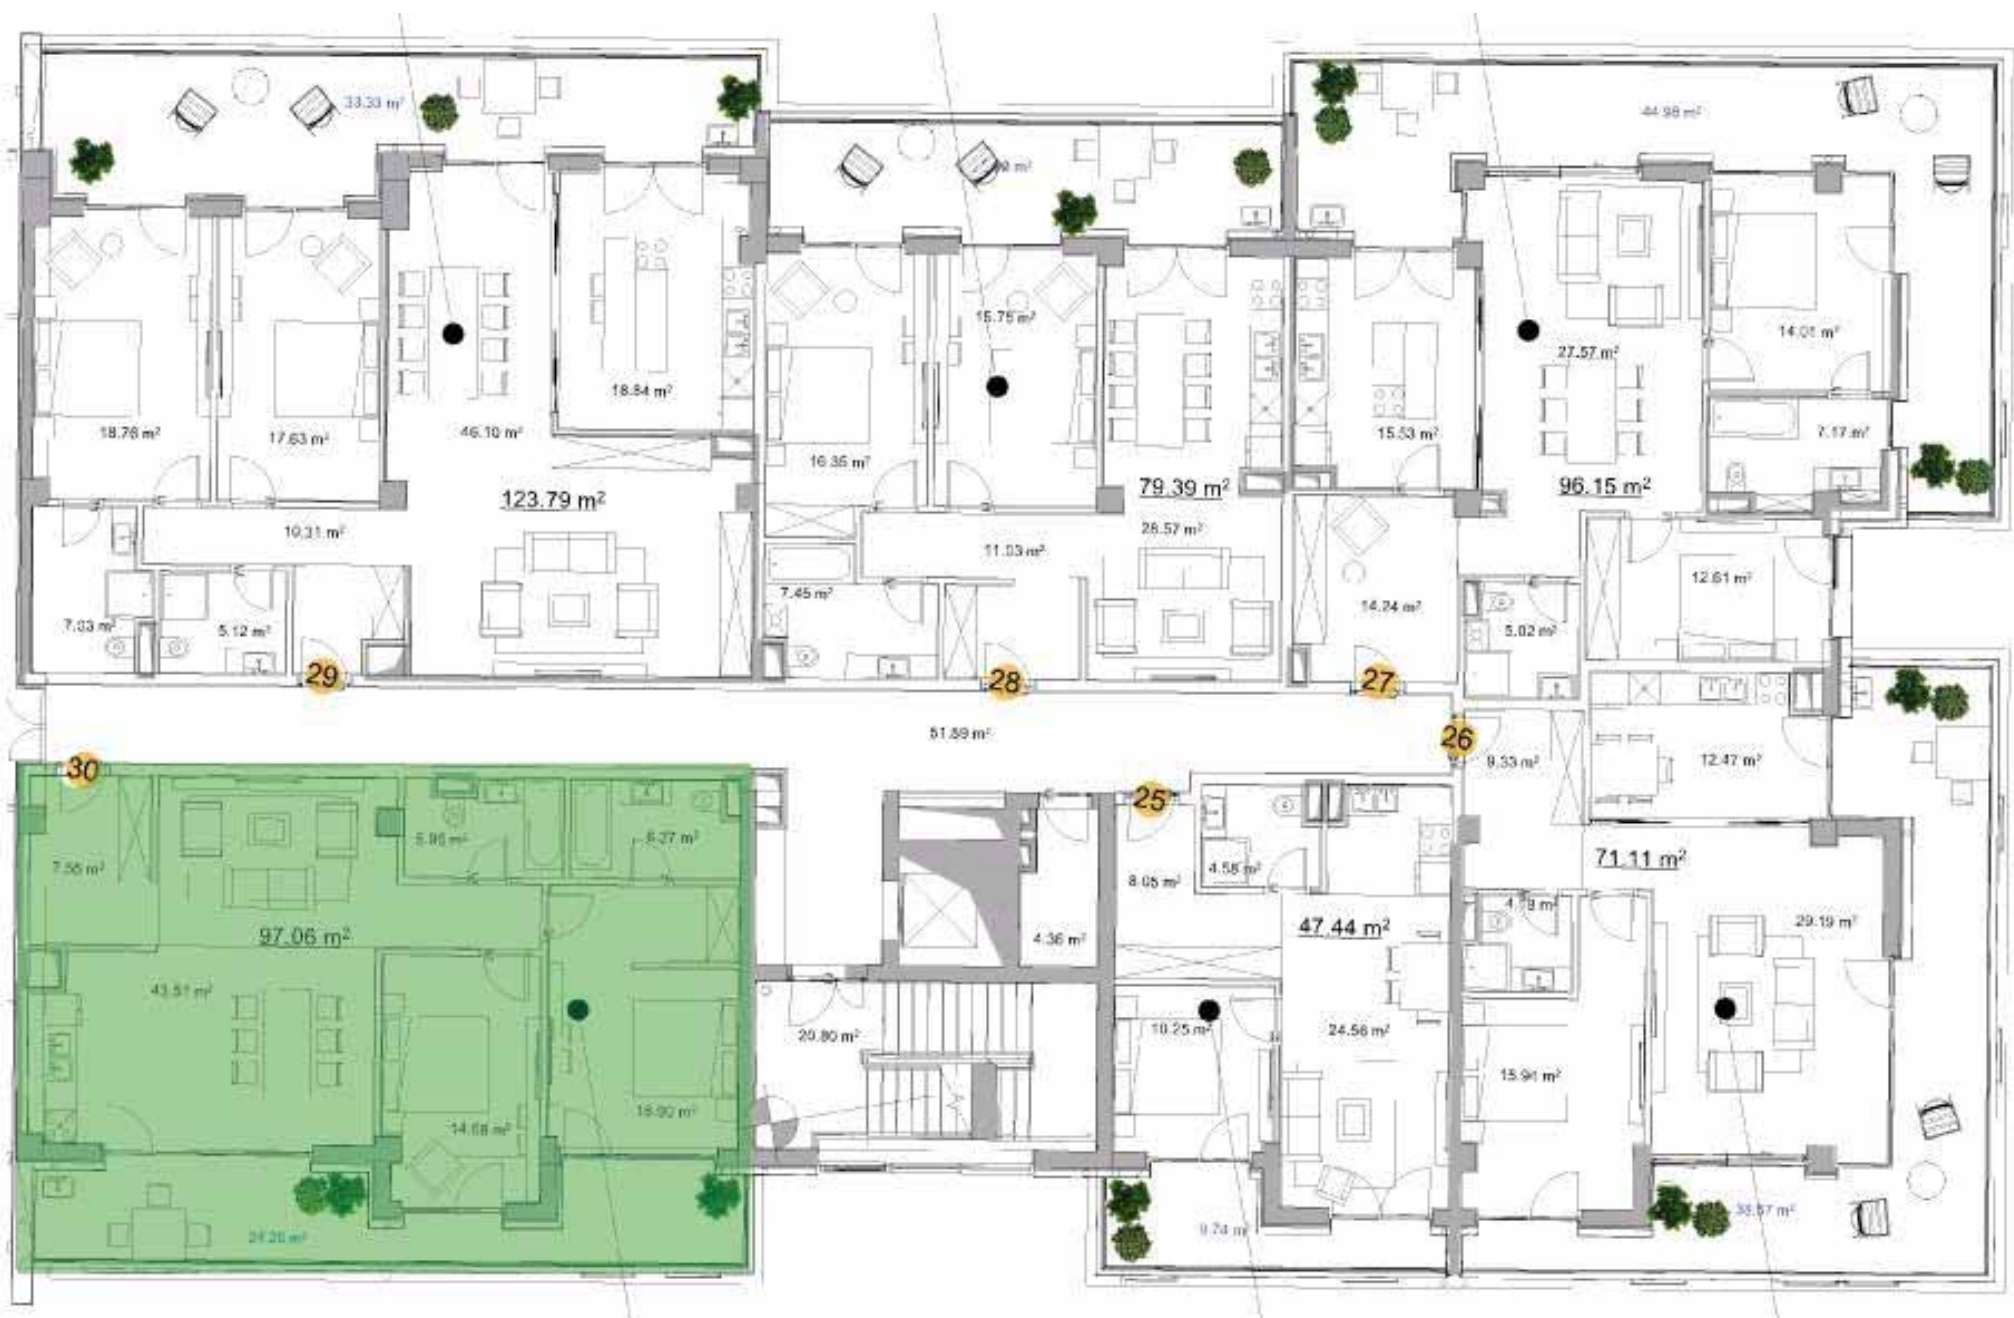 33.33 m²
44.98 m²
m²
15.75 m²
14.01 m²
27.57 m²
18.84 m²
18.76 m²
17.63 m²
46.10 m²
16.35 m²
15.53 m²
7.17 m²
123.79 m²
79.39 m²
96.15 m²
10.31 m²
28.57 m²
11.03 m²
12.61 m²
7.45 m²
14.24 m²
7.03 m²
5.12 m²
5.02 m²
29
28
27
51.89 m²
26
9.33 m²
12.47 m²
30
25
5.95 m²
6.27 m²
7.55 m²
71.11 m²
4.58 m²
8.05 m²
29.19 m²
97.06 m²
4.36 m²
47.44 m²
43.51 m²
20.80 m²
10.25 m²
24.56 m²
15.91 m²
14.68 m²
9.74 m²